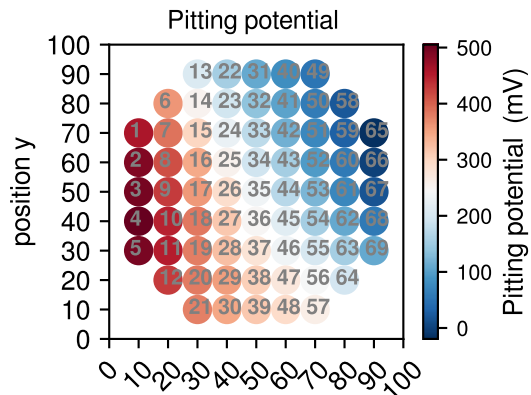 Pitting potential
100
90
80
70
60
50
40
30
20
10
0
position y
13 22 31 40 49
6 14 23 32 41 50 58
1 7 15 24 33 42 51 59 65
2 8 16 25 34 43 52 60 66
3 9 17 26 35 44 53 61 67
4 10 18 27 36 45 54 62 68
5 11 19 28 37 46 55 63 69
12 20 29 38 47 56 64
21 30 39 48 57
0 10 20 30 40 50 60 70 80 90 100
500
400
300
200
100
0
Pitting potential (mV)